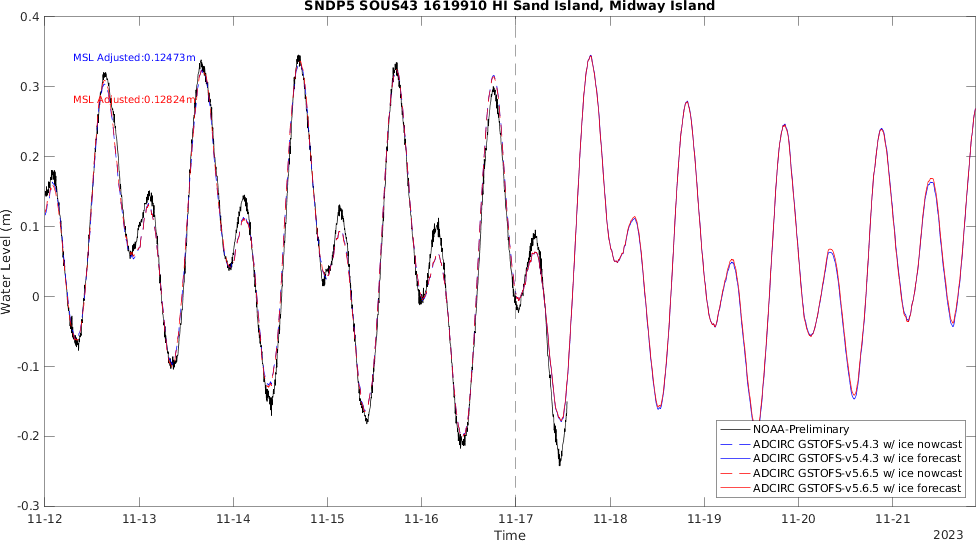 SNDP5 SOUS43 1619910 HI Sand Island, Midway Island
MSL Adjusted:0.12473m
MSL Adjusted:0.12824m
Water Level (m)
0.4
0.3
0.2
0.1
0
-0.1
-0.2
-0.3
NOAA-Preliminary
ADCIRC GSTOFS-v5.4.3 w/ ice nowcast
ADCIRC GSTOFS-v5.4.3 w/ ice forecast
ADCIRC GSTOFS-v5.6.5 w/ ice nowcast
ADCIRC GSTOFS-v5.6.5 w/ ice forecast
11-12 11-13 11-14 11-15 11-16 11-17 11-18 11-19 11-20 11-21
Time
2023